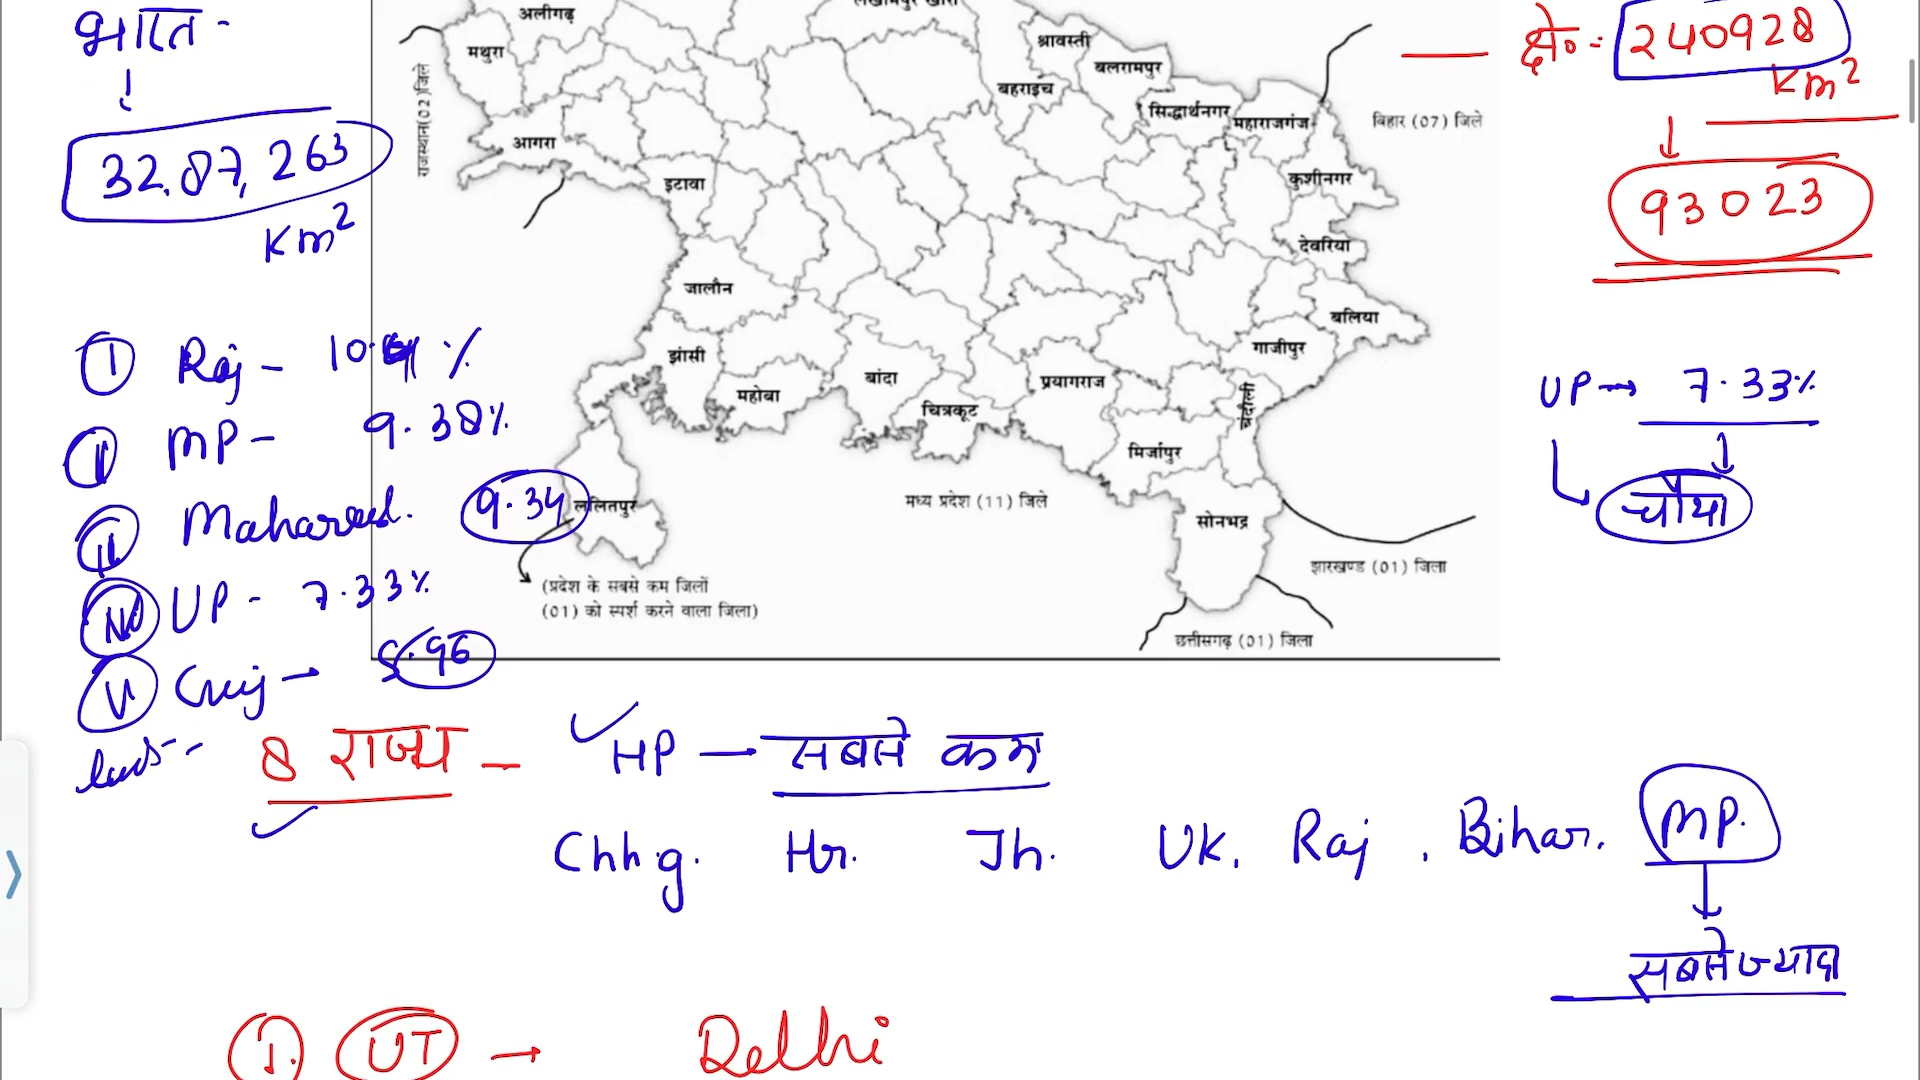 भारत -
32,87,263
Km²
① Raj - 10.41 %
② MP - 9.38%
9.34
UP - 7.33%
Ⓥ Guj → 5.96
अलीगढ़
मथुरा
राजस्थान(02)जिले
आगरा
इटावा
जालौन
झांसी
महोबा
बांदा
चित्रकूट
प्रयागराज
मिर्जापुर
ललितपुर
सोनभद्र
श्रावस्ती
बलरामपुर
बहराइच
सिद्धार्थनगर
महाराजगंज
कुशीनगर
देवरिया
बलिया
गाजीपुर
चंदौली
बिहार (07) जिले
मध्य प्रदेश (11) जिले
झारखण्ड (01) जिला
छत्तीसगढ़ (01) जिला
(प्रदेश के सबसे कम जिलों
(01) को स्पर्श करने वाला जिला)
क्षे० = 240928
Km²
93023
UP → 7.33%
चौथा
8 राज्य - HP - सबसे कम
Chhg. Hr. Jh. UK, Raj, Bihar, MP.
सबसे ज्यादा
1. UT → Delhi